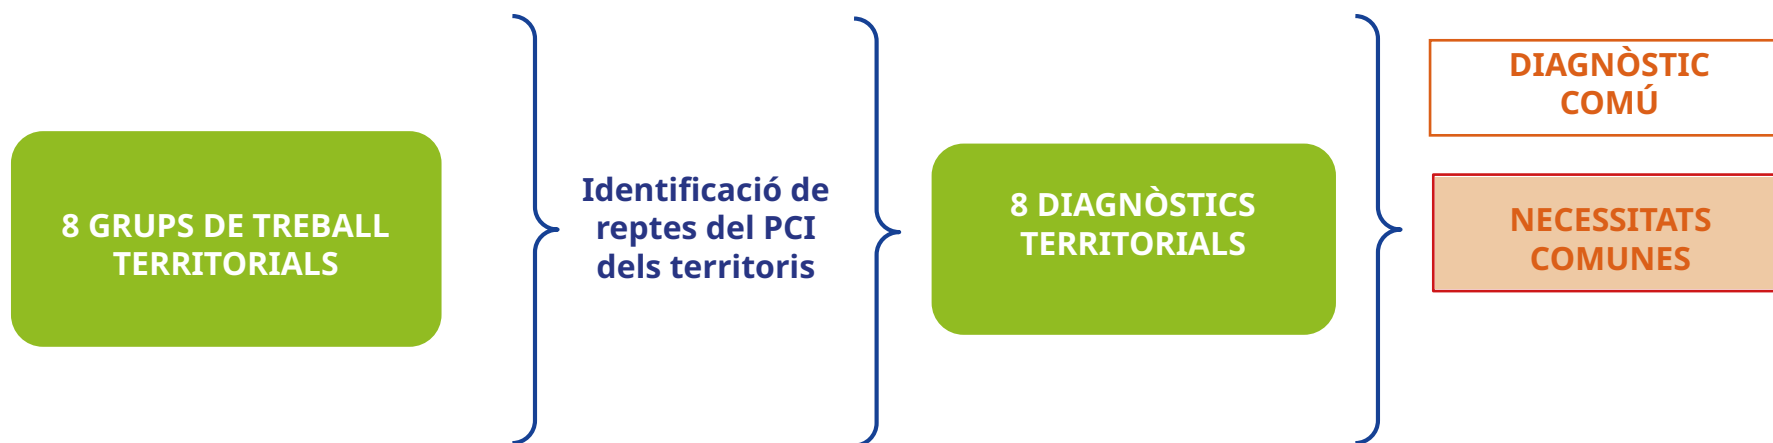 8 GRUPS DE TREBALL
TERRITORIALS
Identificació de
reptes del PCI
dels territoris
8 DIAGNÒSTICS
TERRITORIALS
DIAGNÒSTIC
COMÚ
NECESSITATS
COMUNES